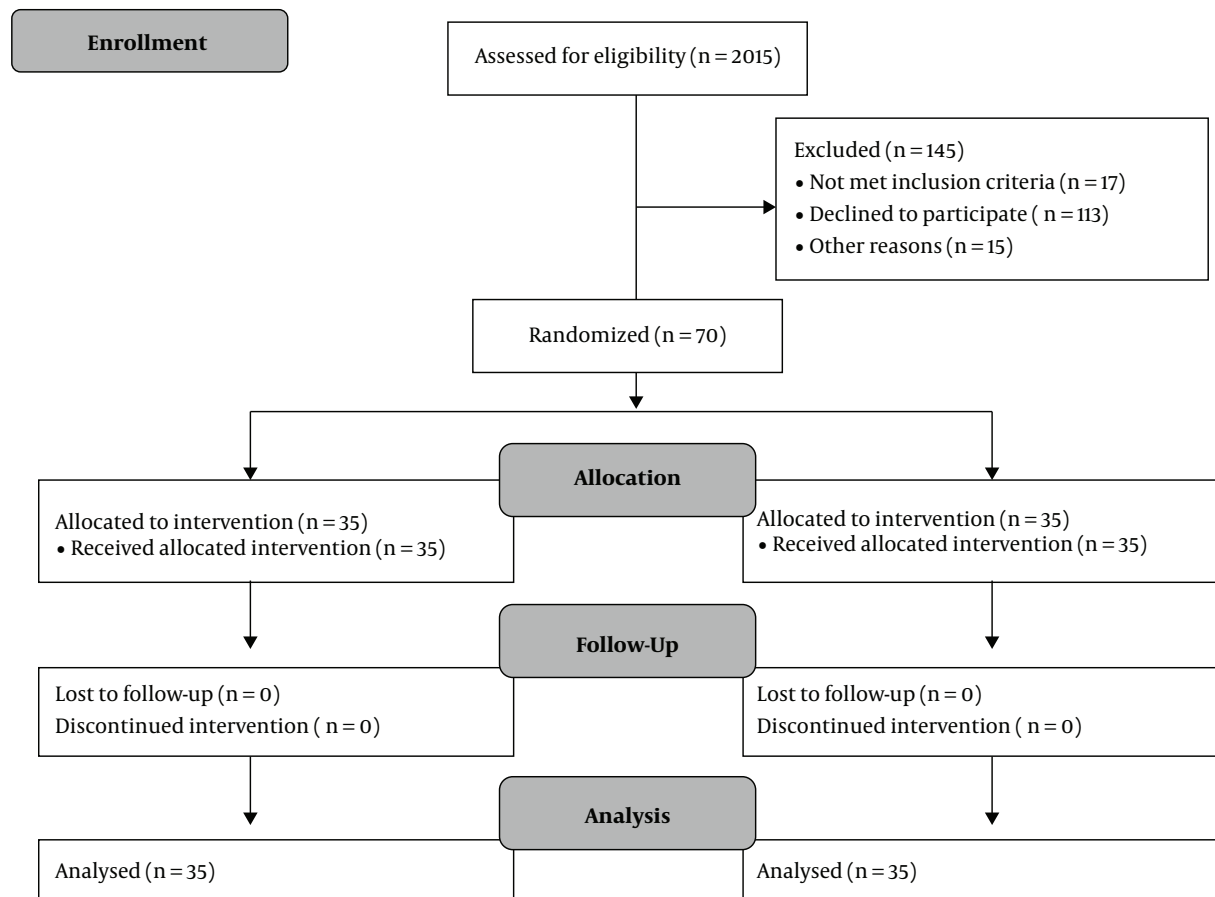 Enrollment
Assessed for eligibility (n = 2015)
Excluded (n = 145)
• Not met inclusion criteria (n = 17)
• Declined to participate ( n = 113)
• Other reasons (n = 15)
Randomized (n = 70)
Allocation
Allocated to intervention (n = 35)
• Received allocated intervention (n = 35)
Allocated to intervention (n = 35)
• Received allocated intervention (n = 35)
Follow-Up
Lost to follow-up (n = 0)
Discontinued intervention ( n = 0)
Lost to follow-up (n = 0)
Discontinued intervention ( n = 0)
Analysis
Analysed (n = 35)
Analysed (n = 35)